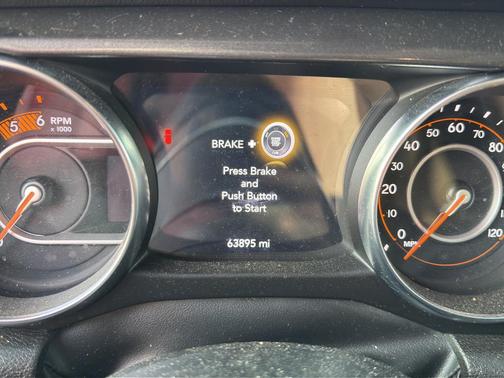 5 6 RPM
x 1000
BRAKE +
Press Brake
and
Push Button
to Start
63895 mi
0
10
20
30
40
50
60
70
80
120
MPH